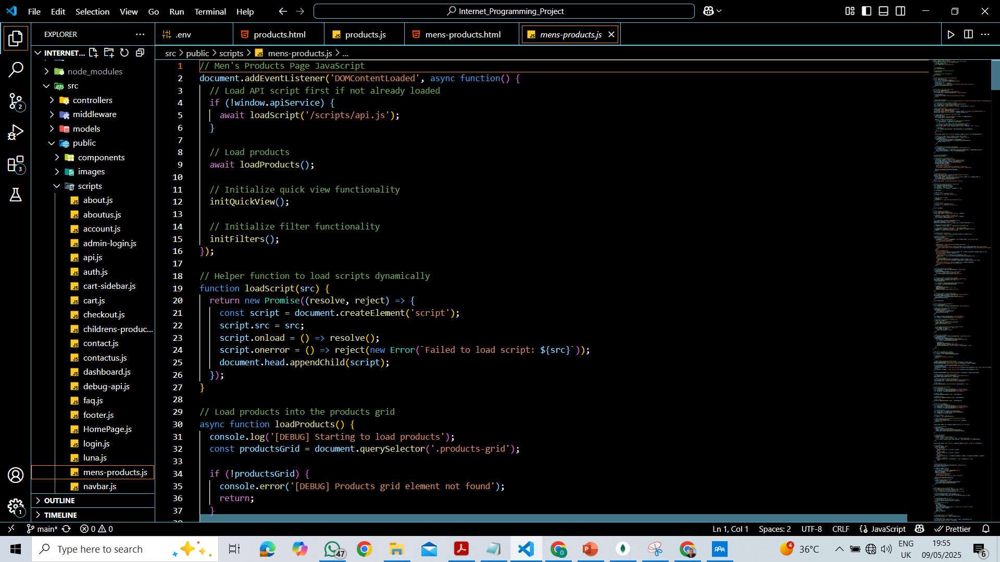 File Edit Selection View Go Run Terminal Help
Internet_Programming_Project
EXPLORER
.env
products.html
products.js
mens-products.html
mens-products.js
INTERNET...
src > public > scripts > mens-products.js > ...
node_modules
src
controllers
middleware
models
public
components
images
scripts
about.js
aboutus.js
account.js
admin-login.js
api.js
auth.js
cart-sidebar.js
cart.js
checkout.js
childrens-produc...
contact.js
contactus.js
dashboard.js
debug-api.js
faq.js
footer.js
HomePage.js
login.js
luna.js
mens-products.js
navbar.js
OUTLINE
TIMELINE
2
3
1
1 // Men's Products Page JavaScript
2 document.addEventListener('DOMContentLoaded', async function() {
3 // Load API script first if not already loaded
4 if (!window.apiService) {
5 await loadScript('/scripts/api.js');
6 }
7
8 // Load products
9 await loadProducts();
10
11 // Initialize quick view functionality
12 initQuickView();
13
14 // Initialize filter functionality
15 initFilters();
16 });
17
18 // Helper function to load scripts dynamically
19 function loadScript(src) {
20 return new Promise((resolve, reject) => {
21 const script = document.createElement('script');
22 script.src = src;
23 script.onload = () => resolve();
24 script.onerror = () => reject(new Error(`Failed to load script: ${src}`));
25 document.head.appendChild(script);
26 });
27 }
28
29 // Load products into the products grid
30 async function loadProducts() {
31 console.log('[DEBUG] Starting to load products');
32 const productsGrid = document.querySelector('.products-grid');
33
34 if (!productsGrid) {
35 console.error('[DEBUG] Products grid element not found');
36 return;
37 }
main* 0 0
Ln 1, Col 1 Spaces: 2 UTF-8 CRLF JavaScript Prettier
Type here to search
47
4
36°C
ENG
UK
19:55
09/05/2025
6